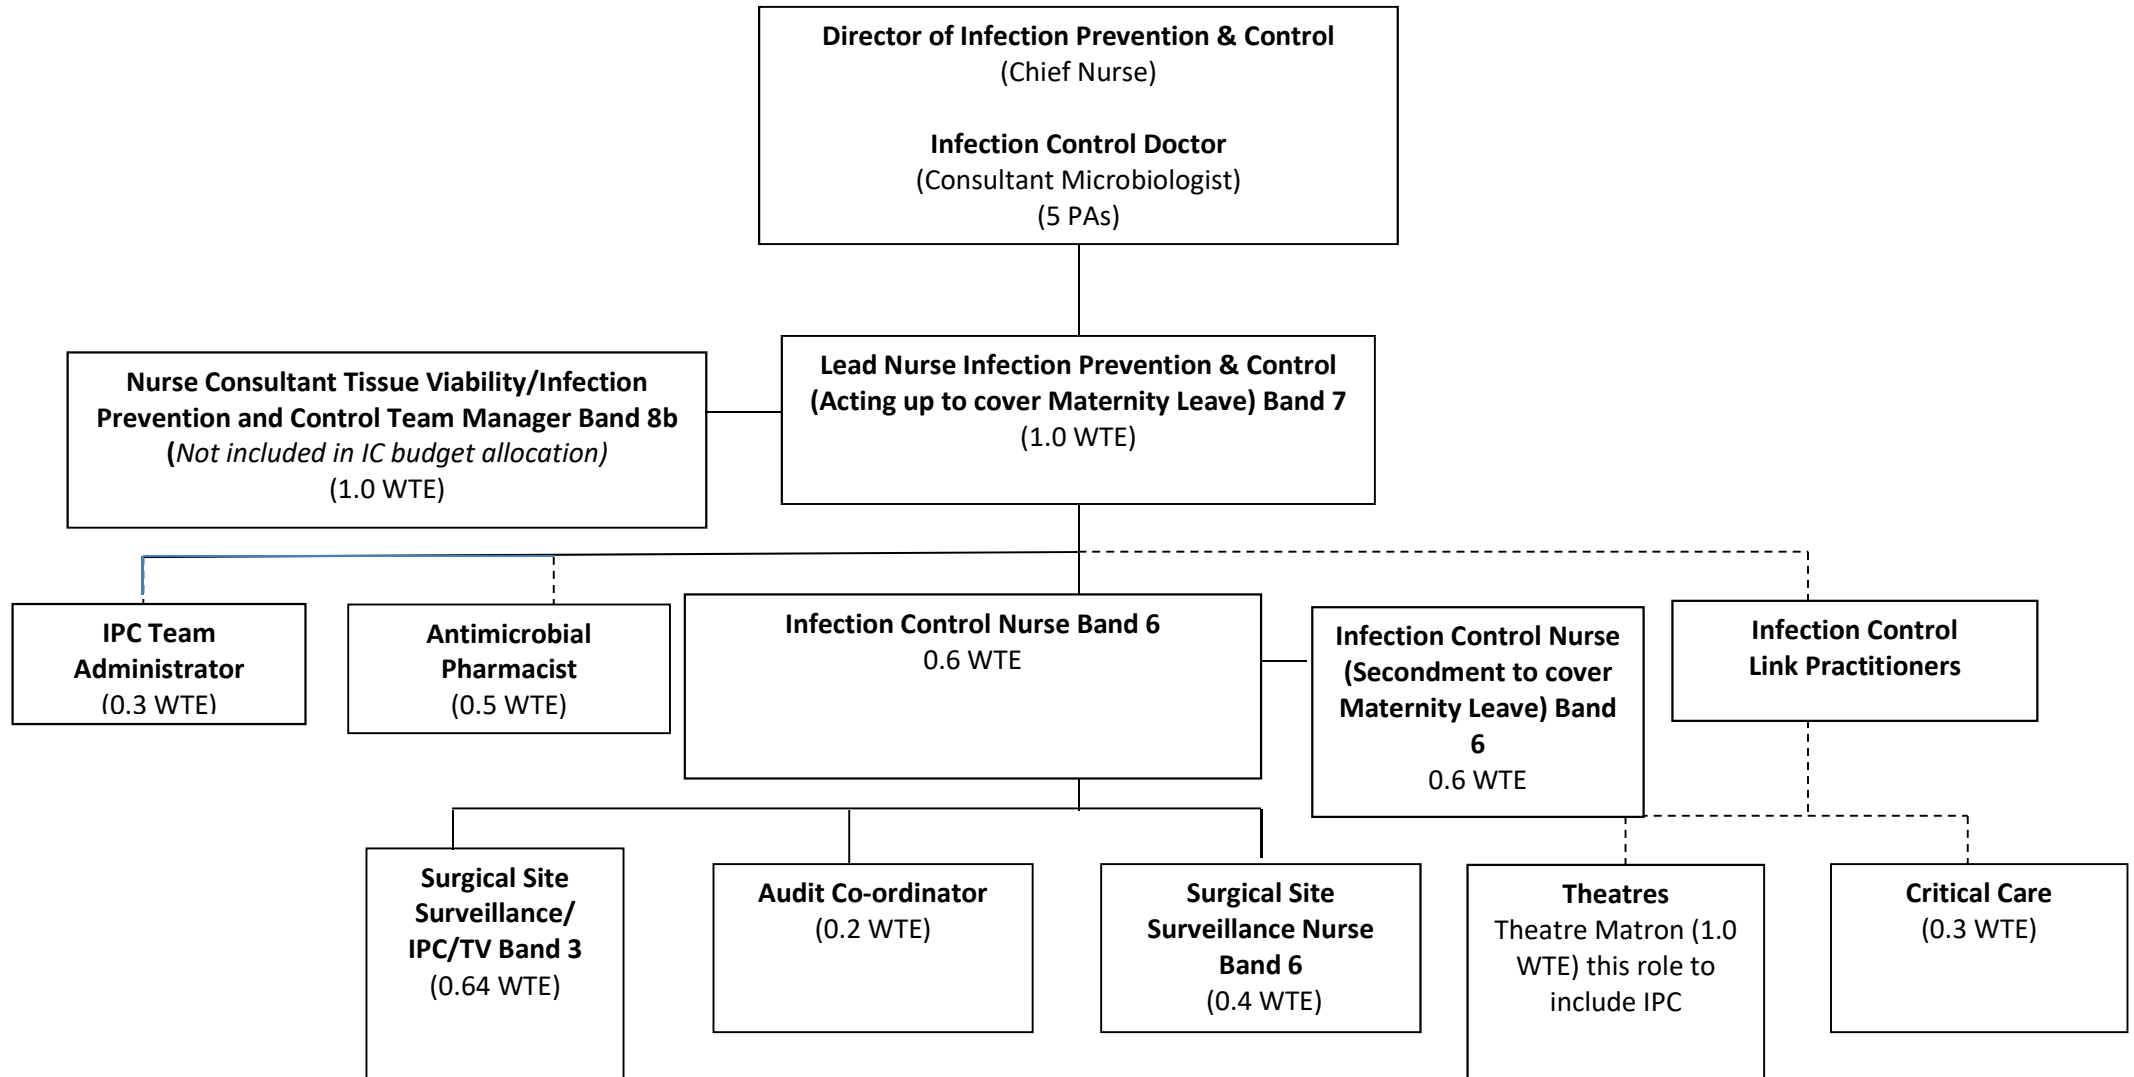 Director of Infection Prevention & Control
(Chief Nurse)
Infection Control Doctor
(Consultant Microbiologist)
(5 PAs)
Nurse Consultant Tissue Viability/Infection
Prevention and Control Team Manager Band 8b
(Not included in IC budget allocation)
(1.0 WTE)
Lead Nurse Infection Prevention & Control
(Acting up to cover Maternity Leave) Band 7
(1.0 WTE)
IPC Team
Administrator
(0.3 WTE)
Antimicrobial
Pharmacist
(0.5 WTE)
Infection Control Nurse Band 6
0.6 WTE
Infection Control Nurse
(Secondment to cover
Maternity Leave) Band
6
0.6 WTE
Infection Control
Link Practitioners
Surgical Site
Surveillance/
IPC/TV Band 3
(0.64 WTE)
Audit Co-ordinator
(0.2 WTE)
Surgical Site
Surveillance Nurse
Band 6
(0.4 WTE)
Theatres
Theatre Matron (1.0
WTE) this role to
include IPC
Critical Care
(0.3 WTE)